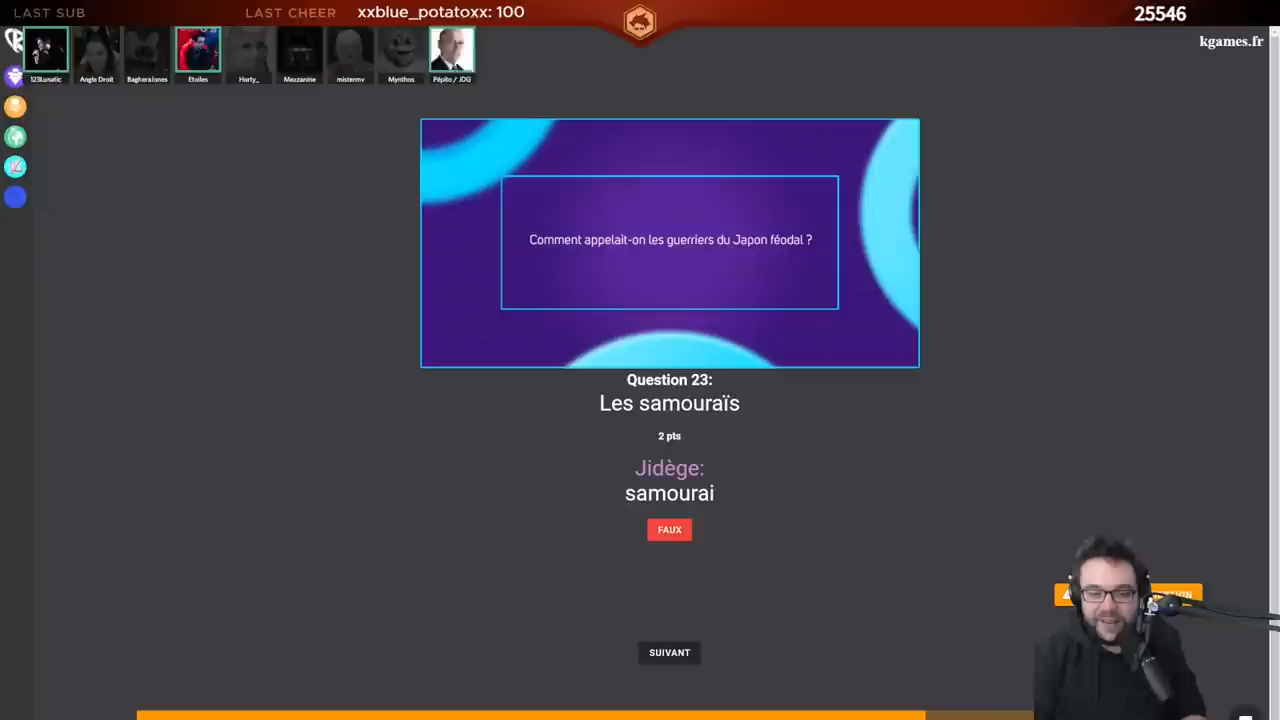 LAST SUB
LAST CHEER
xxblue_potatoxx: 100
25546
kgames.fr
123Lunatic
Angle Droit
BagheraJones
Etoiles
Horty_
Mezzanine
mistermv
Mynthos
Pépito / JDG
Comment appelait-on les guerriers du Japon féodal ?
Question 23:
Les samouraïs
2 pts
Jidège:
samourai
FAUX
SUIVANT